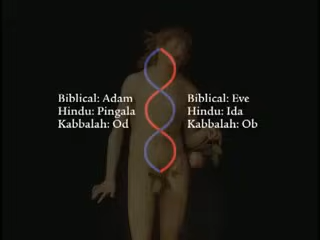 Biblical: Adam
Hindu: Pingala
Kabbalah: Od
Biblical: Eve
Hindu: Ida
Kabbalah: Ob